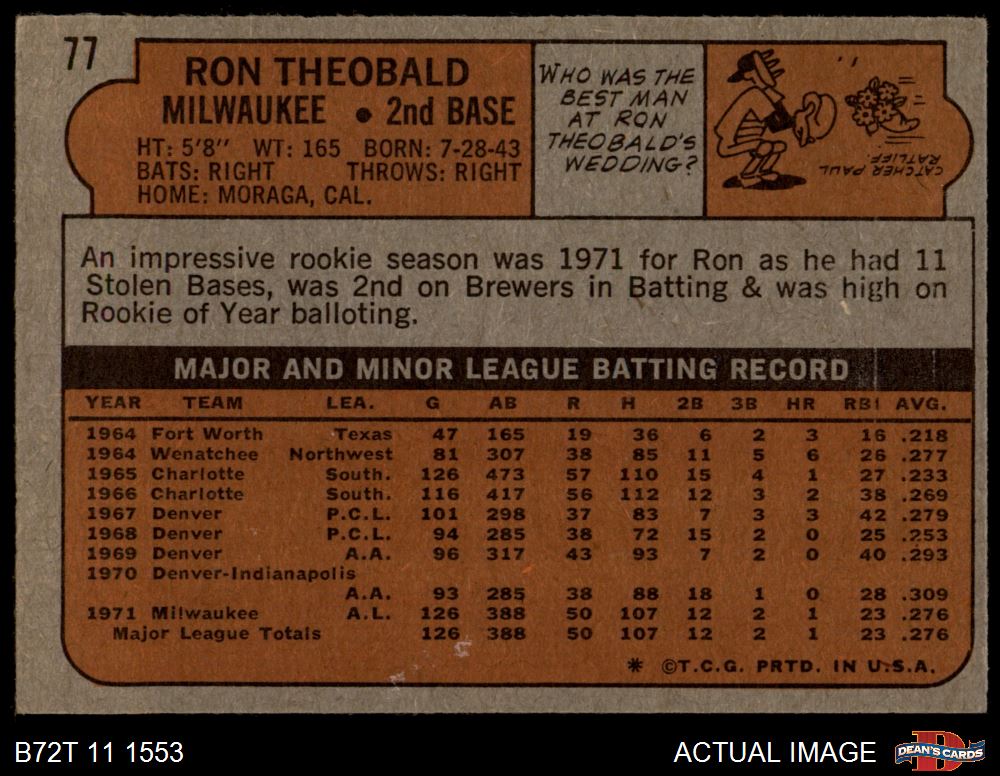 77
RON THEOBALD
MILWAUKEE • 2nd BASE
HT: 5'8" WT: 165 BORN: 7-28-43
BATS: RIGHT THROWS: RIGHT
HOME: MORAGA, CAL.
WHO WAS THE
BEST MAN
AT RON
THEOBALD'S
WEDDING?
CATCHER PAUL
RATLIFF.
An impressive rookie season was 1971 for Ron as he had 11
Stolen Bases, was 2nd on Brewers in Batting & was high on
Rookie of Year balloting.
MAJOR AND MINOR LEAGUE BATTING RECORD
YEAR TEAM LEA. G AB R H 2B 3B HR RBI AVG.
1964 Fort Worth Texas 47 165 19 36 6 2 3 16 .218
1964 Wenatchee Northwest 81 307 38 85 11 5 6 26 .277
1965 Charlotte South. 126 473 57 110 15 4 1 27 .233
1966 Charlotte South. 116 417 56 112 12 3 2 38 .269
1967 Denver P.C.L. 101 298 37 83 7 3 3 42 .279
1968 Denver P.C.L. 94 285 38 72 15 2 0 25 .253
1969 Denver A.A. 96 317 43 93 7 2 0 40 .293
1970 Denver-Indianapolis
A.A. 93 285 38 88 18 1 0 28 .309
1971 Milwaukee A.L. 126 388 50 107 12 2 1 23 .276
Major League Totals 126 388 50 107 12 2 1 23 .276
* ©T.C.G. PRTD. IN U.S.A.
B72T 11 1553
ACTUAL IMAGE
D
DEAN'S CARDS